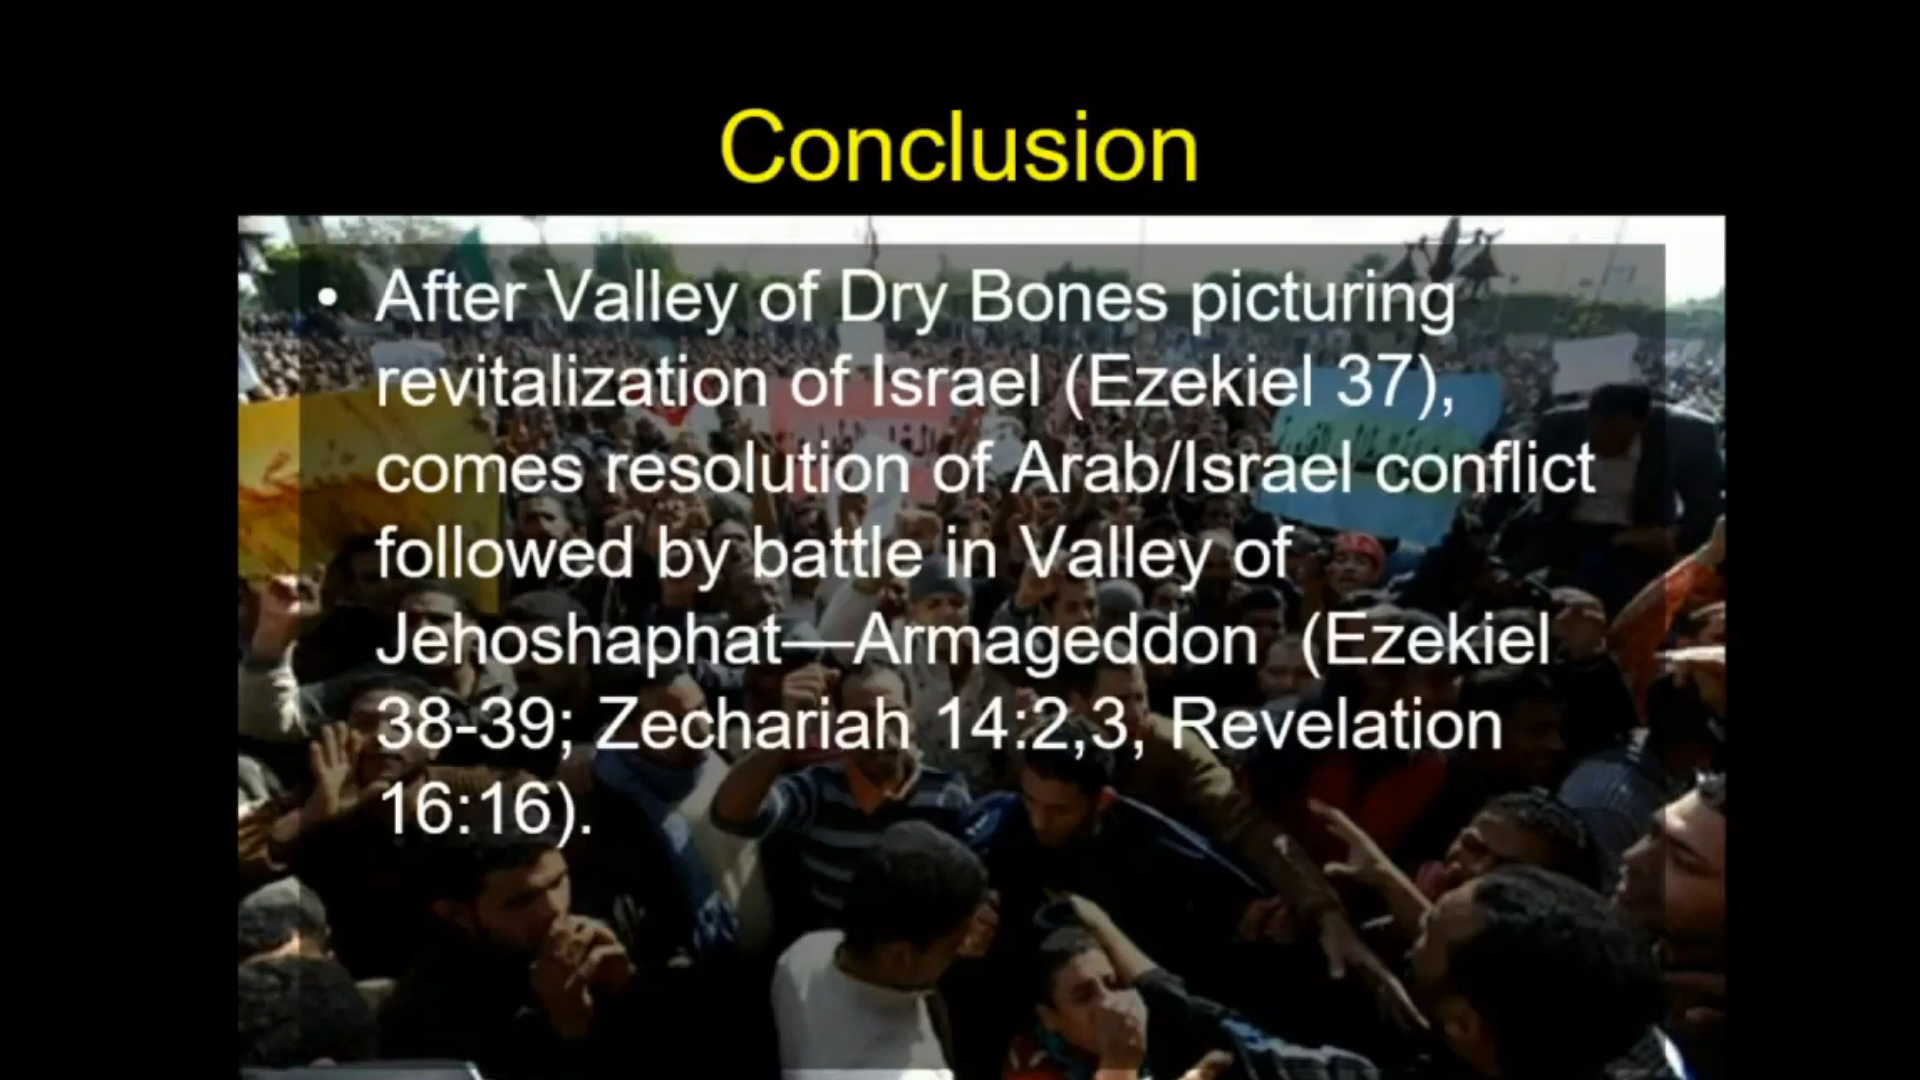 Conclusion
• After Valley of Dry Bones picturing
revitalization of Israel (Ezekiel 37),
comes resolution of Arab/Israel conflict
followed by battle in Valley of
Jehoshaphat—Armageddon  (Ezekiel
38-39; Zechariah 14:2,3, Revelation
16:16).